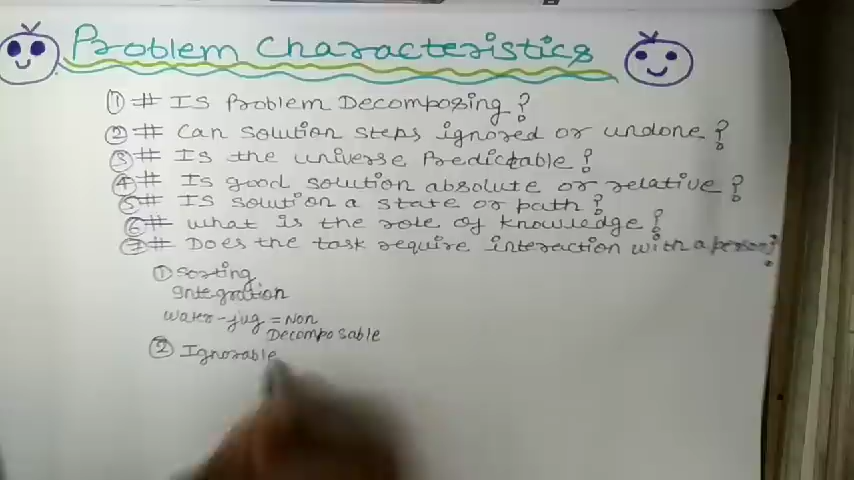 Problem Characteristics
① # Is Problem Decomposing?
② # Can solution steps ignored or undone?
③ # Is the universe Predictable?
④ # Is good solution absolute or relative?
⑤ # Is solution a state or path?
⑥ # what is the role of knowledge?
⑦ # Does the task require interaction with a person?
① Sorting
Integration
Water-jug = Non
Decomposable
② Ignorable